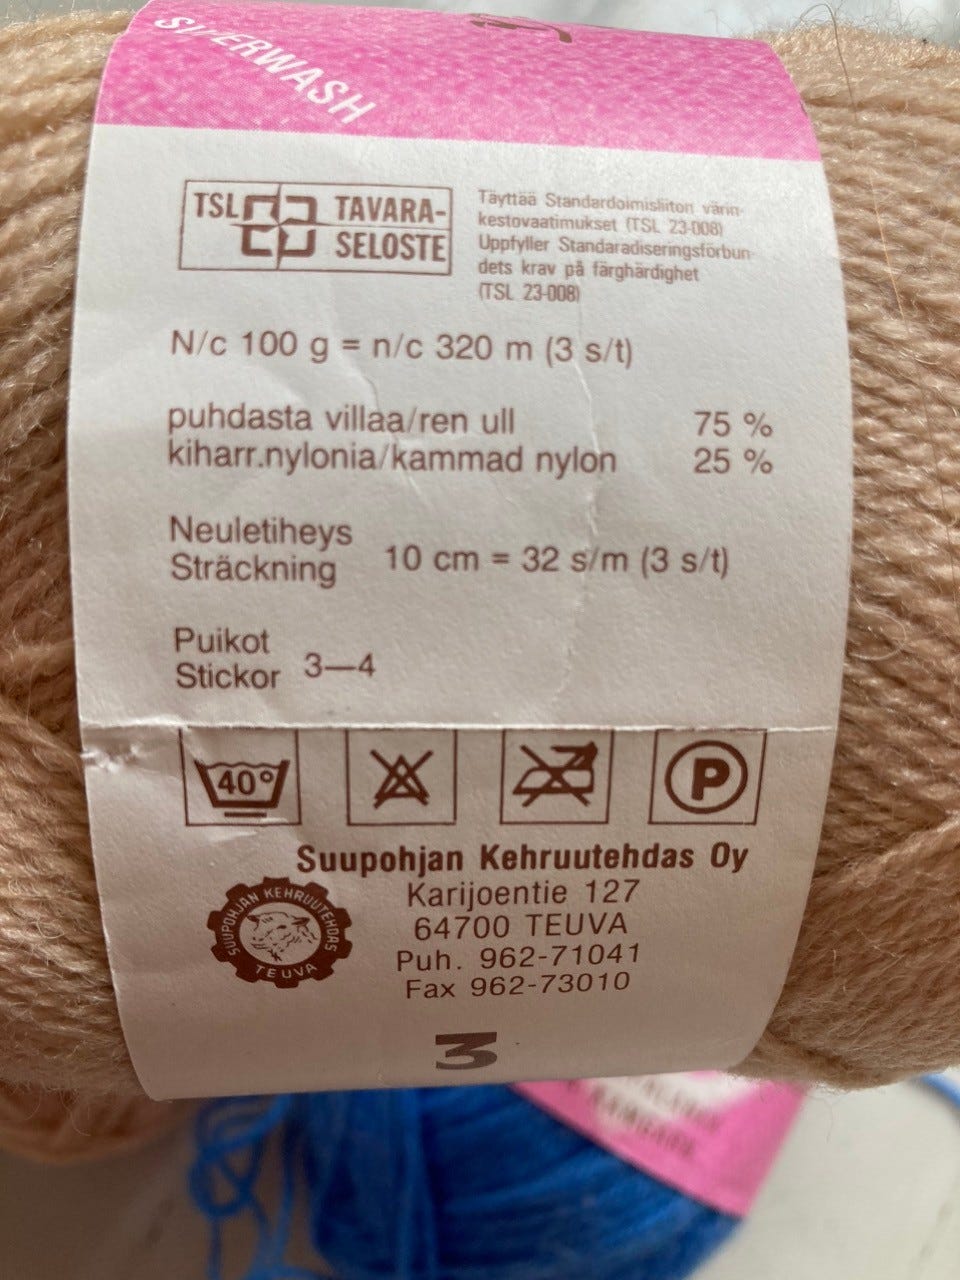 SUPERWASH
TSL TAVARA-
SELOSTE
Täyttää Standardoimisliiton värin-
kestovaatimukset (TSL 23-008)
Uppfyller Standaradiseringsförbun-
dets krav på färghärdighet
(TSL 23-008)
N/c 100 g = n/c 320 m (3 s/t)
puhdasta villaa/ren ull 75 %
kiharr.nylonia/kammad nylon 25 %
Neuletiheys
Sträckning 10 cm = 32 s/m (3 s/t)
Puikot
Stickor 3—4
40°
P
Suupohjan Kehruutehdas Oy
Karijoentie 127
64700 TEUVA
Puh. 962-71041
Fax 962-73010
SUUPOHJAN KEHRUUTEHDAS
TEUVA
3